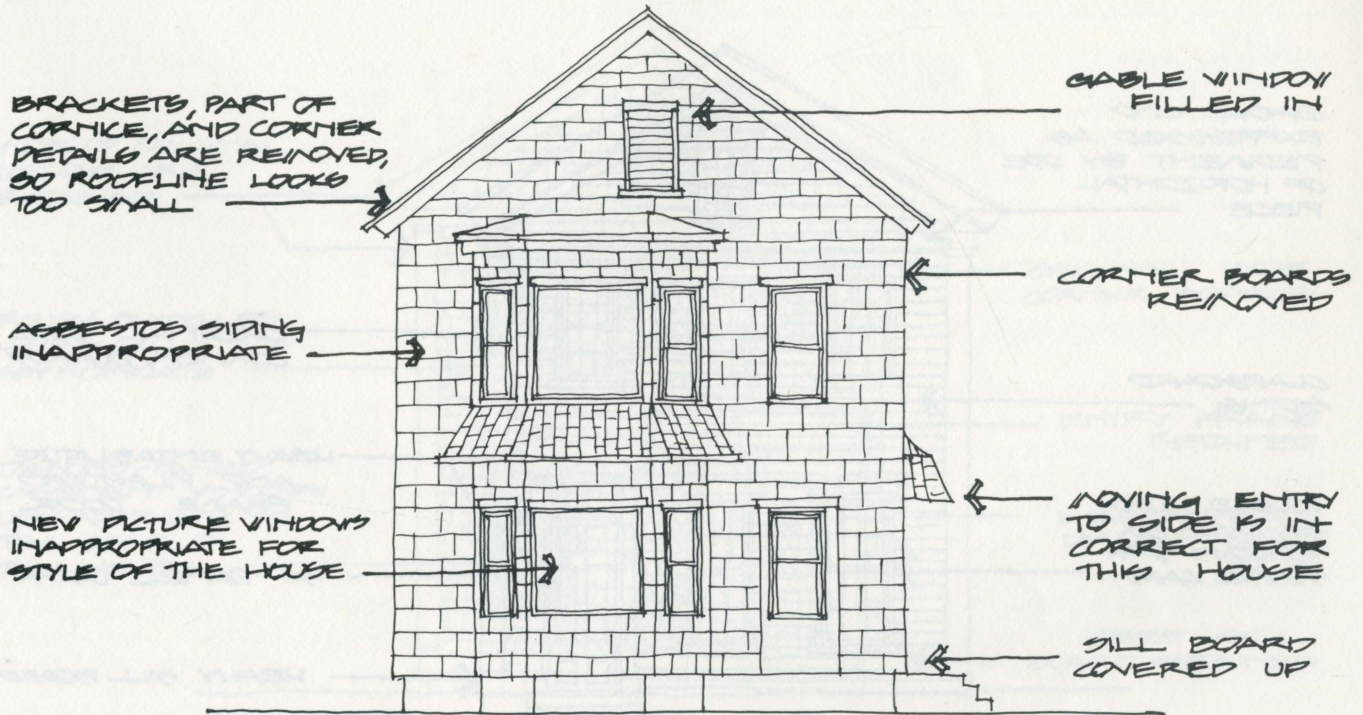 BRACKETS, PART OF
CORNICE, AND CORNER
DETAILS ARE REMOVED,
SO ROOFLINE LOOKS
TOO SMALL
ASBESTOS SIDING
INAPPROPRIATE
NEW PICTURE WINDOWS
INAPPROPRIATE FOR
STYLE OF THE HOUSE
GABLE WINDOW
FILLED IN
CORNER BOARDS
REMOVED
MOVING ENTRY
TO SIDE IS IN-
CORRECT FOR
THIS HOUSE
SILL BOARD
COVERED UP